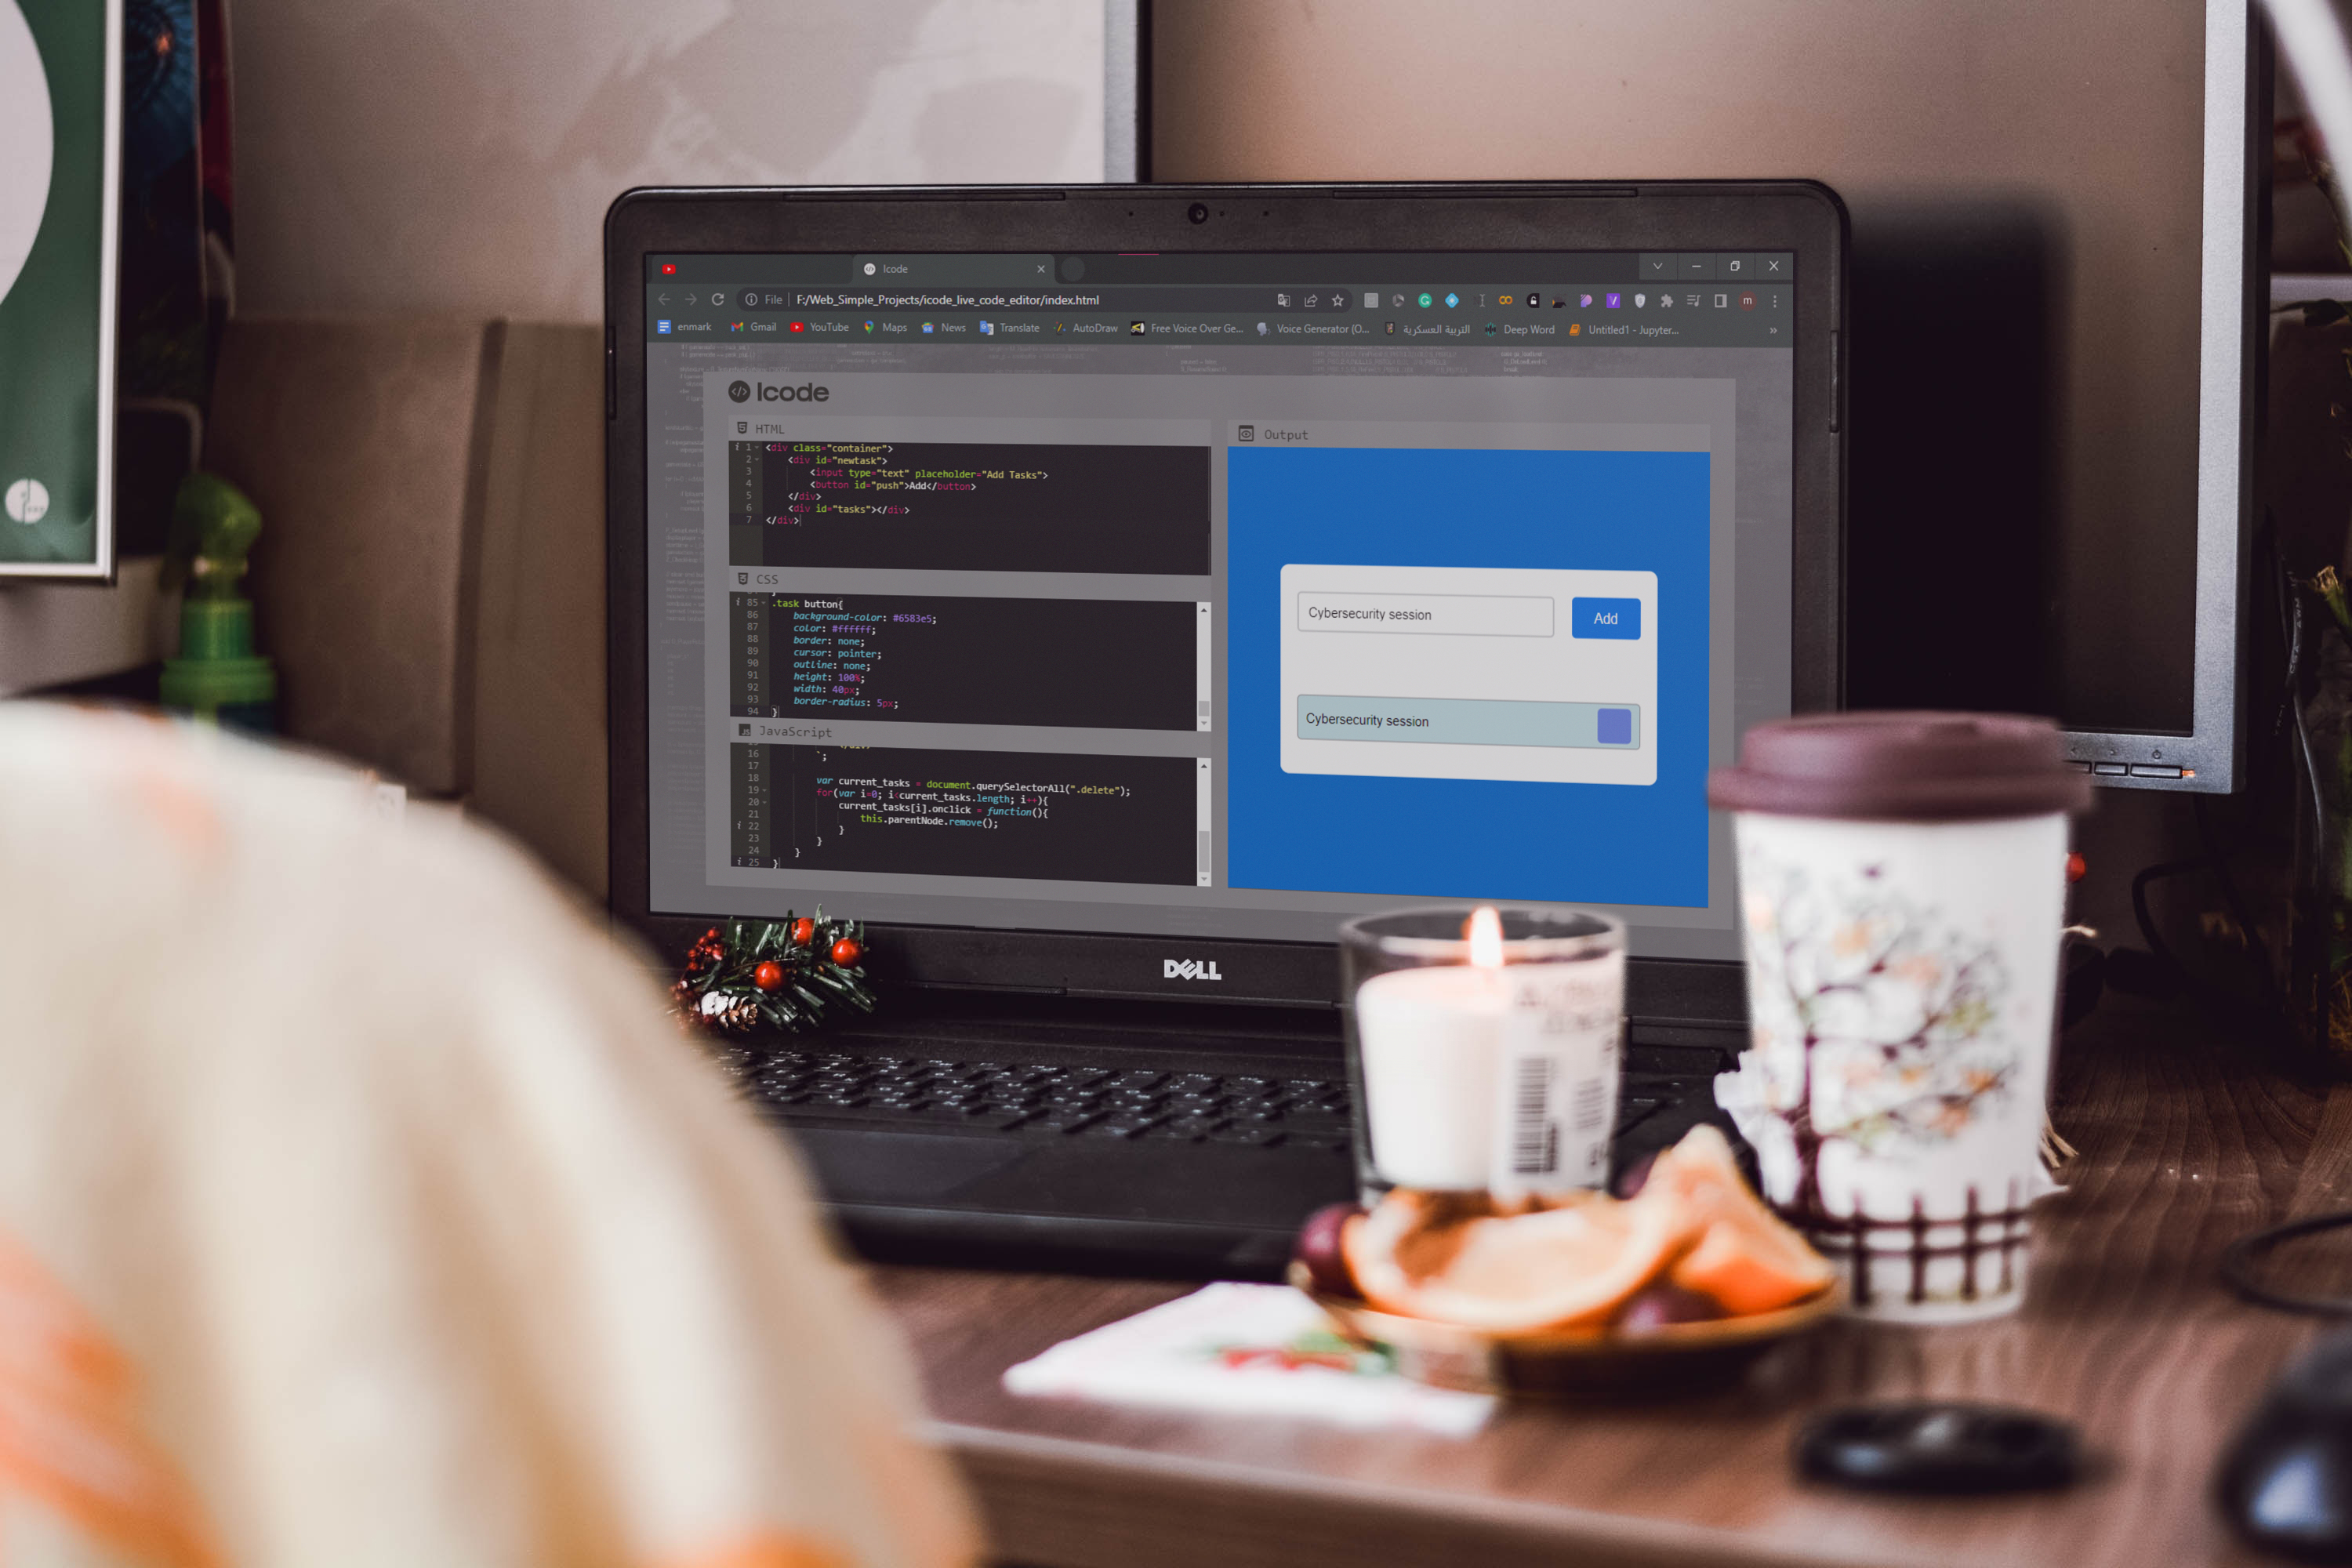 Icode
File
F:/Web_Simple_Projects/icode_live_code_editor/index.html
m
enmark Gmail YouTube Maps News Translate AutoDraw Free Voice Over Ge... Voice Generator (O... التربية العسكرية Deep Word Untitled1 - Jupyter... »
</> Icode
HTML
1 <div class="container">
2 <div id="newtask">
3 <input type="text" placeholder="Add Tasks">
4 <button id="push">Add</button>
5 </div>
6 <div id="tasks"></div>
7 </div>
CSS
85 .task button{
86 background-color: #6583e5;
87 color: #ffffff;
88 border: none;
89 cursor: pointer;
90 outline: none;
91 height: 100%;
92 width: 40px;
93 border-radius: 5px;
94 }
JavaScript
16 `;
17
18 var current_tasks = document.querySelectorAll(".delete");
19 for(var i=0; i<current_tasks.length; i++){
20 current_tasks[i].onclick = function(){
21 this.parentNode.remove();
22 }
23 }
24 }
25 }
Output
Cybersecurity session
Add
Cybersecurity session
DELL